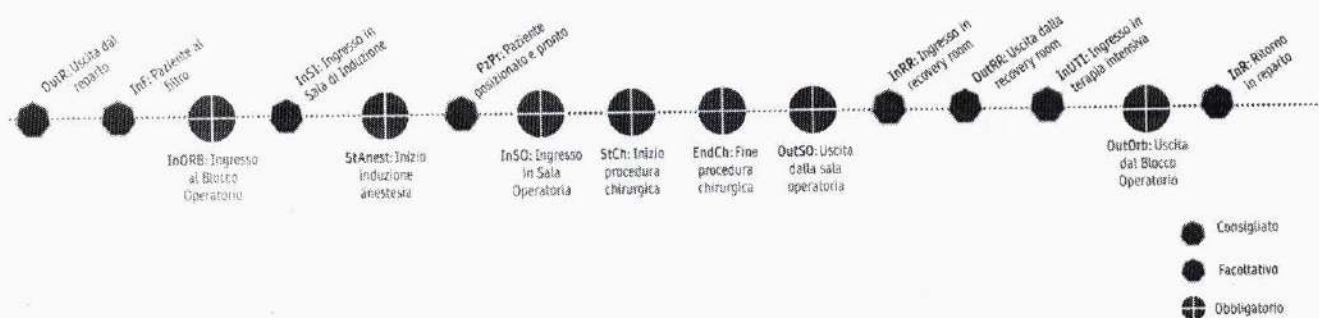 OutR: Uscita dal
reparto
InF: Paziente al
filtro
InORB: Ingresso
al Blocco
Operatorio
InSI: Ingresso in
Sala di Induzione
StAnest: Inizio
induzione
anestesia
PzPr: Paziente
posizionato e pronto
InSO: Ingresso
in Sala
Operatoria
StCh: Inizio
procedura
chirurgica
EndCh: Fine
procedura
chirurgica
OutSO: Uscita
dalla sala
operatoria
InRR: Ingresso in
recovery room
OutRR: Uscita dalla
recovery room
InUTI: Ingresso in
terapia intensiva
OutOrb: Uscita
dal Blocco
Operatorio
InR: Ritorno
in reparto
Consigliato
Facoltativo
Obbligatorio